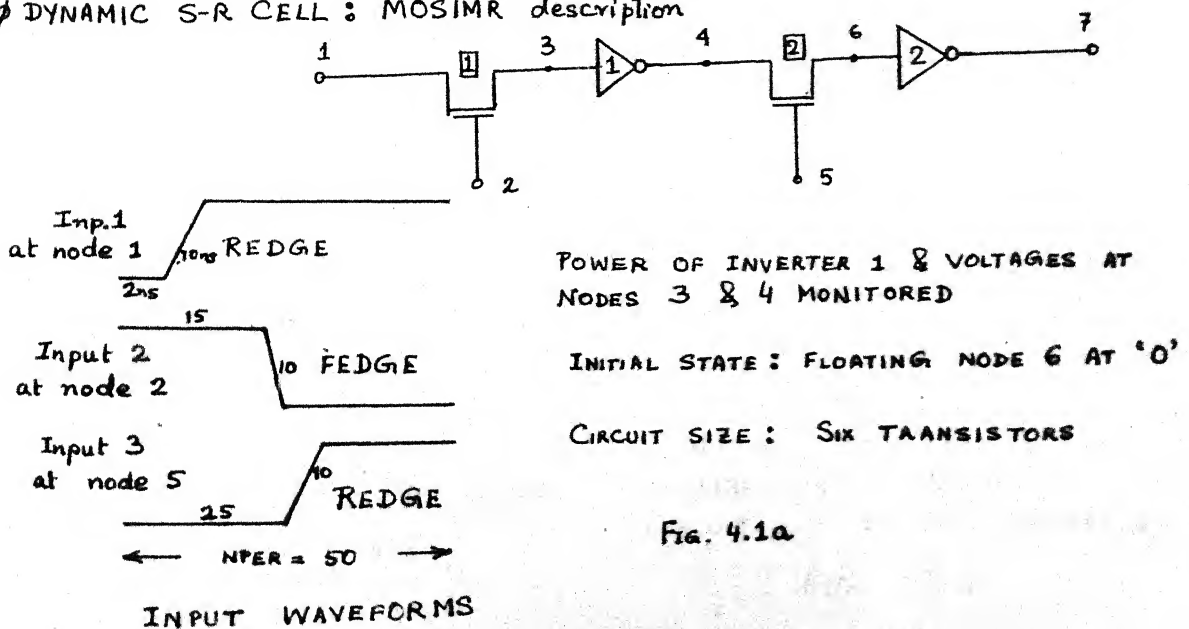 ø DYNAMIC S-R CELL : MOSIMR description
1
1
3
1
4
2
6
2
7
2
5
Inp.1
at node 1
10ns REDGE
2ns
15
Input 2
at node 2
10 FEDGE
Input 3
at node 5
10
REDGE
25
NPER = 50
INPUT WAVEFORMS
POWER OF INVERTER 1 & VOLTAGES AT
NODES 3 & 4 MONITORED
INITIAL STATE : FLOATING NODE 6 AT '0'
CIRCUIT SIZE : SIX TAANSISTORS
FIG. 4.1a